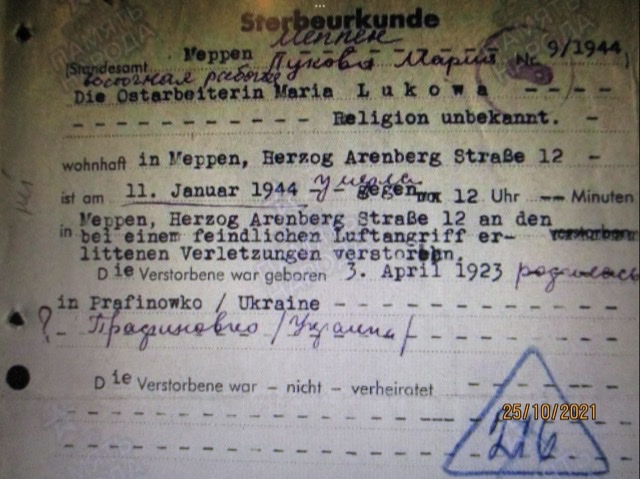 Sterbeurkunde
Меппен
(Standesamt Meppen Nr. 9/1944)
Лукова Мария
восточная рабочая
Die Ostarbeiterin Maria Lukowa - - - -
- - - - - - - - - - - Religion unbekannt. -
wohnhaft in Meppen, Herzog Arenberg Straße 12 -
ist am 11. Januar 1944 - умерла gegen 12 Uhr -- Minuten
in Meppen, Herzog Arenberg Straße 12 an den
bei einem feindlichen Luftangriff er- verstorben
littenen Verletzungen verstorben.
Die Verstorbene war geboren 3. April 1923 родилась
in Prafinowko / Ukraine - - - - - - - - - - -
? Прафиновко / Украина /
Die Verstorbene war - nicht - verheiratet
25/10/2021
216